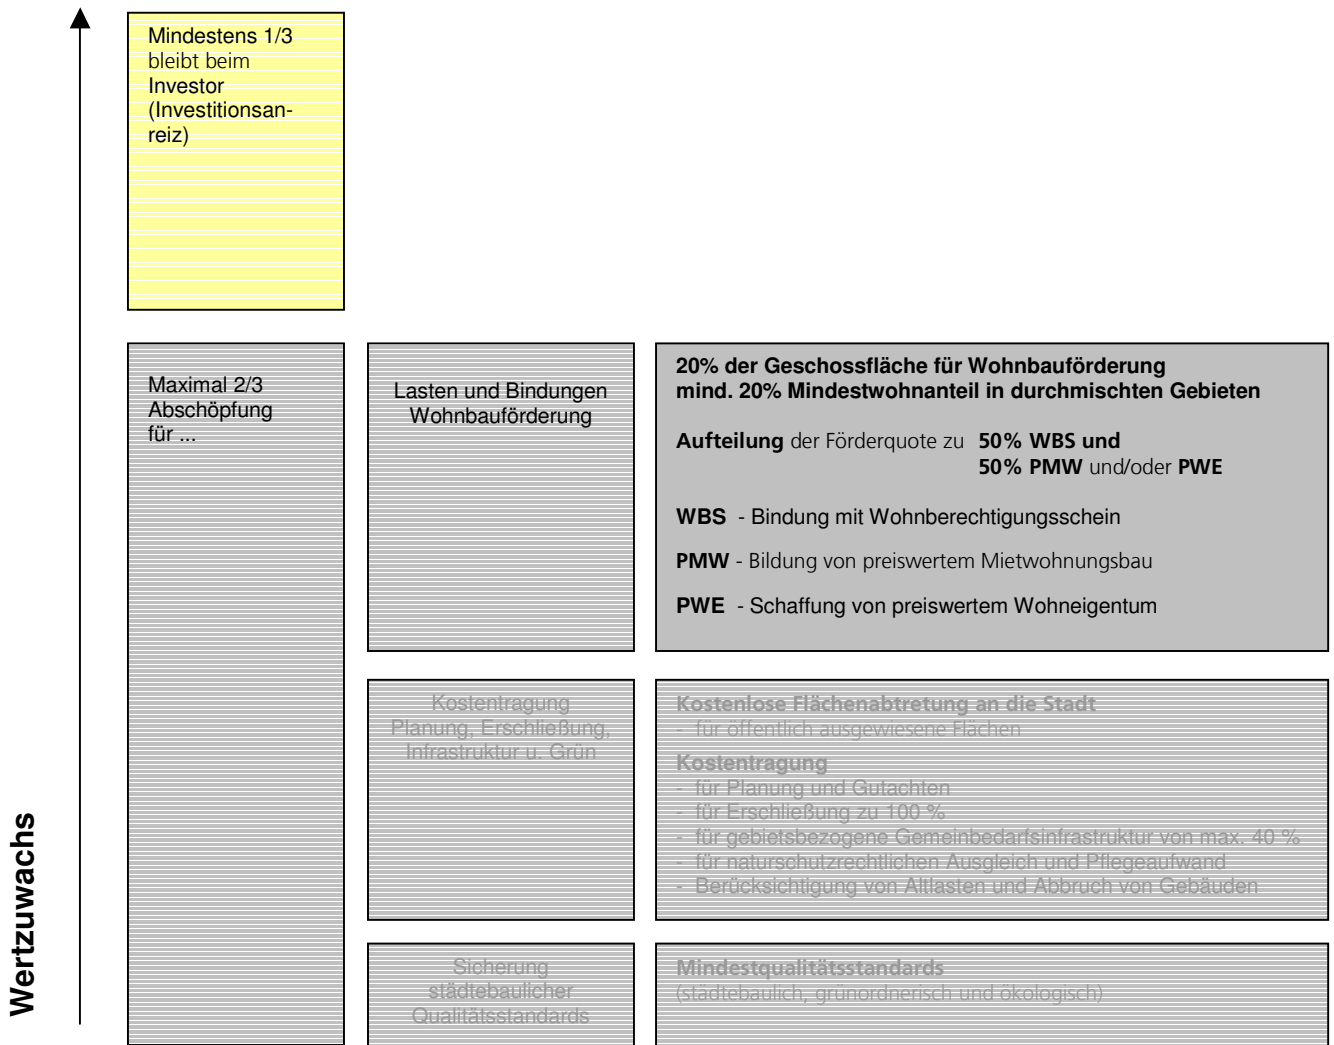 Mindestens 1/3
bleibt beim
Investor
(Investitionsan-
reiz)
Maximal 2/3
Abschöpfung
für ...
Lasten und Bindungen
Wohnbauförderung
20% der Geschossfläche für Wohnbauförderung
mind. 20% Mindestwohnanteil in durchmischten Gebieten
Aufteilung der Förderquote zu 50% WBS und
50% PMW und/oder PWE
WBS - Bindung mit Wohnberechtigungsschein
PMW - Bildung von preiswertem Mietwohnungsbau
PWE - Schaffung von preiswertem Wohneigentum
Kostentragung
Planung, Erschließung,
Infrastruktur u. Grün
Kostenlose Flächenabtretung an die Stadt
- für öffentlich ausgewiesene Flächen
Kostentragung
- für Planung und Gutachten
- für Erschließung zu 100 %
- für gebietsbezogene Gemeinbedarfsinfrastruktur von max. 40 %
- für naturschutzrechtlichen Ausgleich und Pflegeaufwand
- Berücksichtigung von Altlasten und Abbruch von Gebäuden
Sicherung
städtebaulicher
Qualitätsstandards
Mindestqualitätsstandards
(städtebaulich, grünordnerisch und ökologisch)
Wertzuwachs